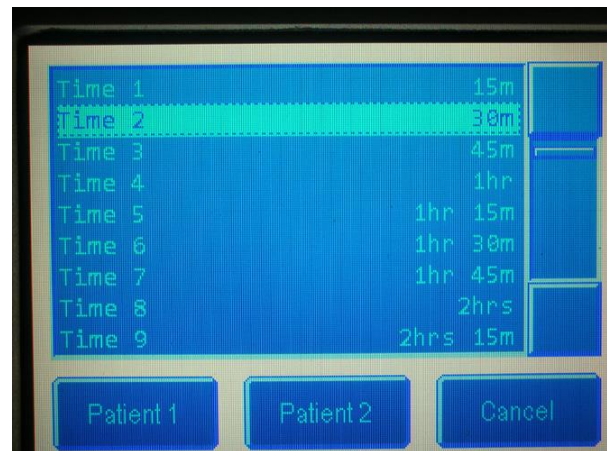 Time 1 15m
Time 2 30m
Time 3 45m
Time 4 1hr
Time 5 1hr 15m
Time 6 1hr 30m
Time 7 1hr 45m
Time 8 2hrs
Time 9 2hrs 15m
Patient 1 Patient 2 Cancel